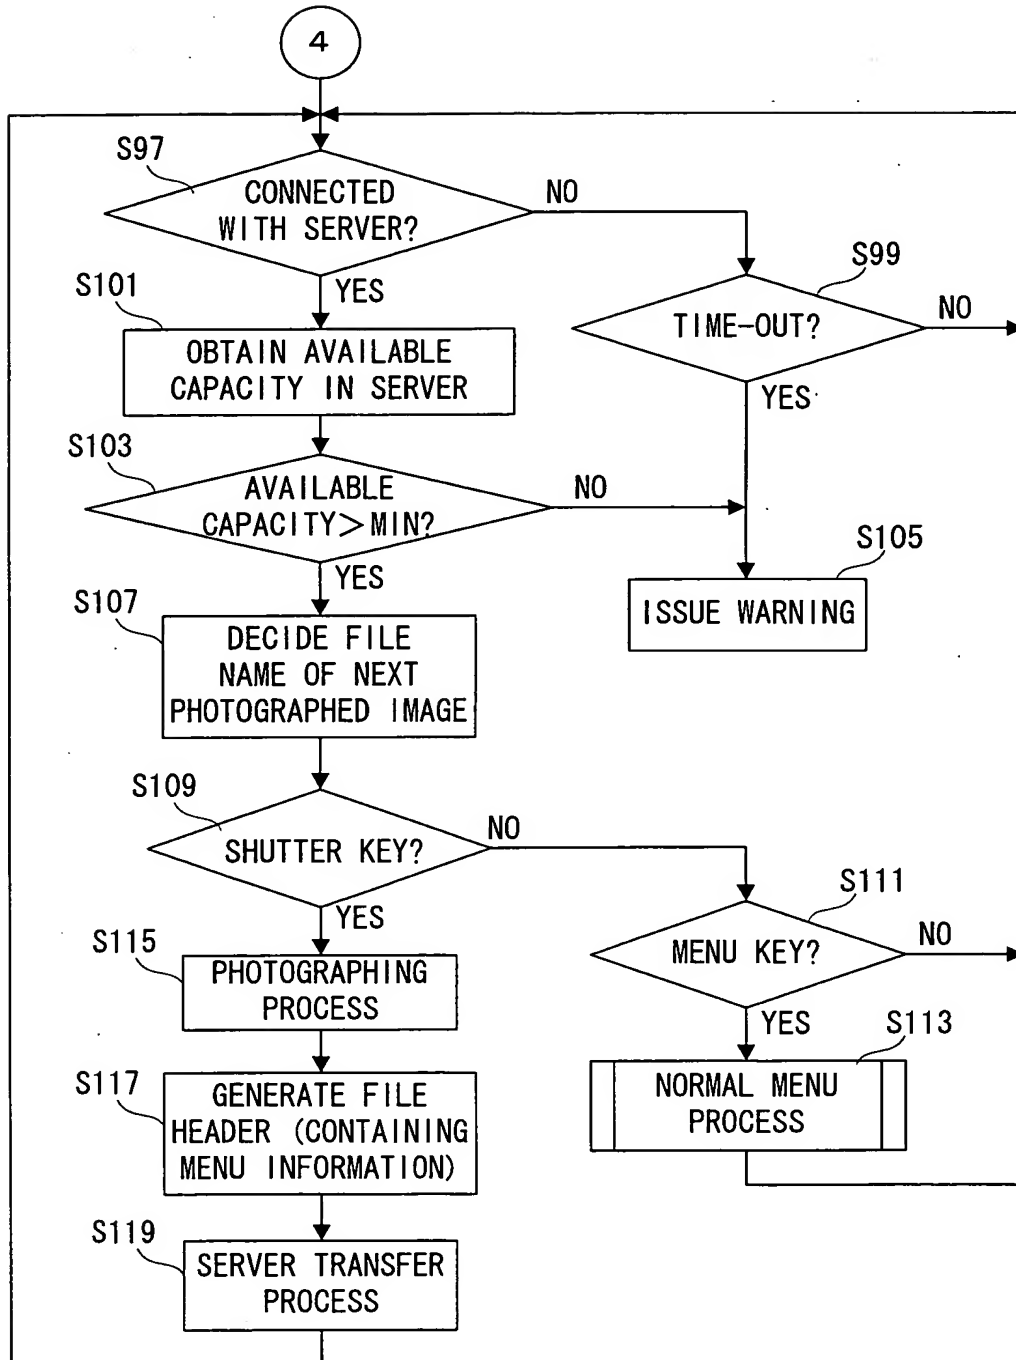 4
S97
CONNECTED
WITH SERVER?
NO
S99
YES
S101
TIME-OUT?
NO
OBTAIN AVAILABLE
CAPACITY IN SERVER
YES
S103
AVAILABLE
CAPACITY>MIN?
NO
S105
YES
S107
ISSUE WARNING
DECIDE FILE
NAME OF NEXT
PHOTOGRAPHED IMAGE
S109
SHUTTER KEY?
NO
S111
YES
S115
MENU KEY?
NO
PHOTOGRAPHING
PROCESS
YES
S113
S117
GENERATE FILE
HEADER (CONTAINING
MENU INFORMATION)
NORMAL MENU
PROCESS
S119
SERVER TRANSFER
PROCESS